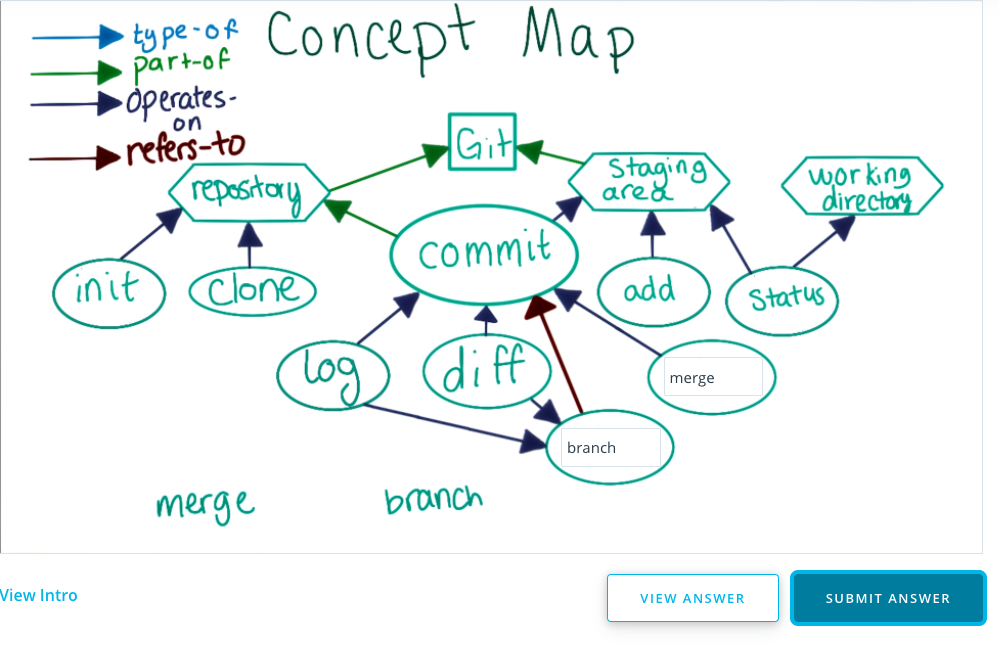 type-of
Concept Map
part-of
operates-
on
refers-to
Git
repository
Staging
area
working
directory
commit
init
Clone
add
Status
log
diff
merge
branch
merge
branch
View Intro
VIEW ANSWER
SUBMIT ANSWER